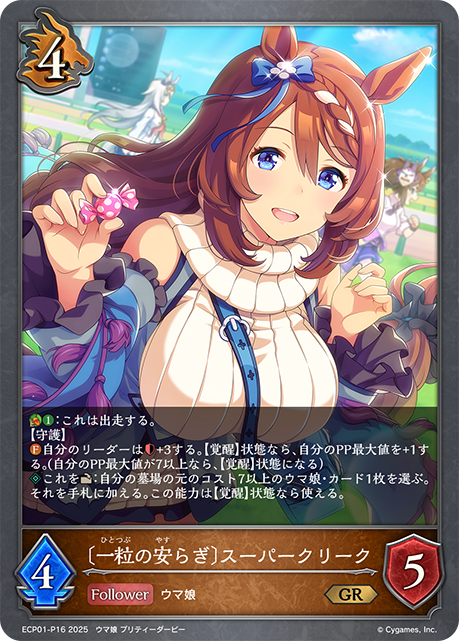 4
1：これは出走する。
【守護】
F 自分のリーダーは+3する。【覚醒】状態なら、自分のPP最大値を+1す
る。(自分のPP最大値が7以上なら、【覚醒】状態になる)
これを：自分の墓場の元のコスト7以上のウマ娘・カード1枚を選ぶ。
それを手札に加える。この能力は【覚醒】状態なら使える。
ひとつぶ やす
〔一粒の安らぎ〕スーパークリーク
4
Follower ウマ娘
GR
5
ECP01-P16 2025 ウマ娘 プリティーダービー
© Cygames, Inc.